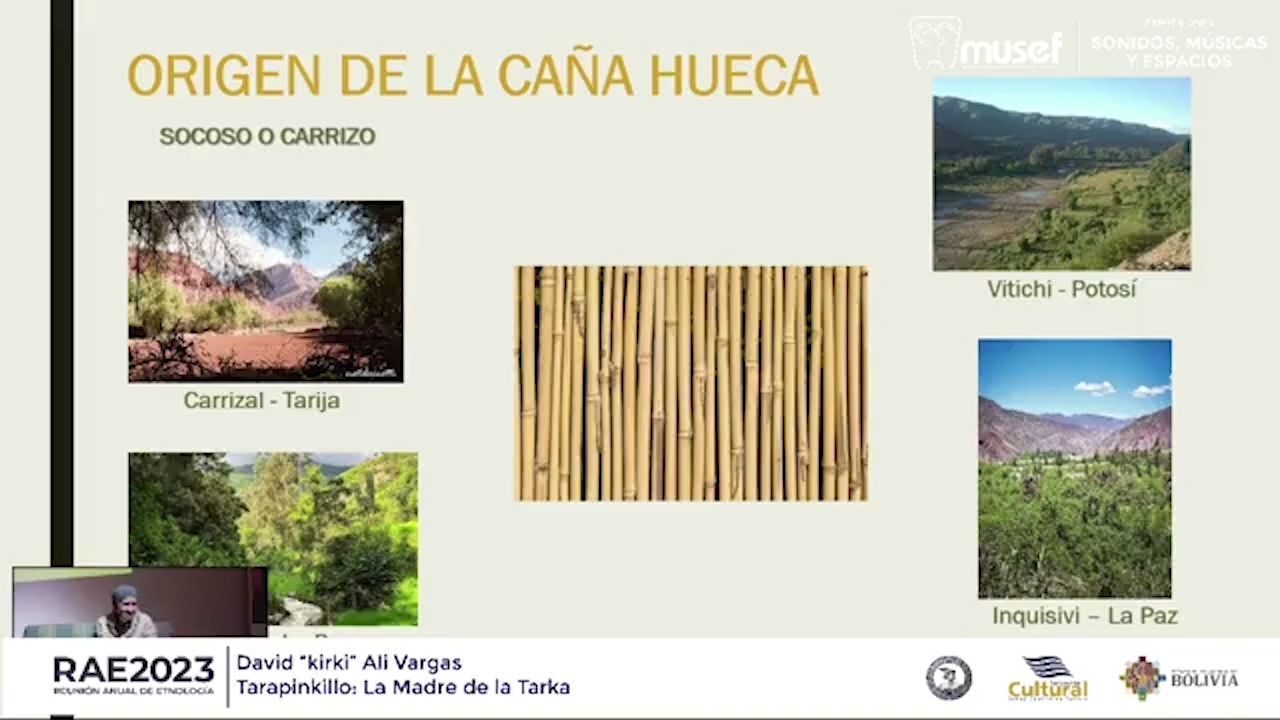 ORIGEN DE LA CAÑA HUECA
SOCOSO O CARRIZO
musef
SONIDOS, MÚSICAS
Y ESPACIOS
Vitichi - Potosí
Carrizal - Tarija
Inquisivi – La Paz
RAE2023
REUNIÓN ANUAL DE ETNOLOGÍA
David "kirki" Ali Vargas
Tarapinkillo: La Madre de la Tarka
Cultural
BOLIVIA